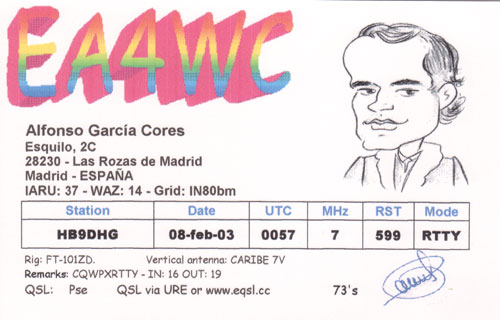 EA4WC
Alfonso García Cores
Esquilo, 2C
28230 - Las Rozas de Madrid
Madrid - ESPAÑA
IARU: 37 - WAZ: 14 - Grid: IN80bm
Station Date UTC MHz RST Mode
HB9DHG 08-feb-03 0057 7 599 RTTY
Rig: FT-101ZD. Vertical antenna: CARIBE 7V
Remarks: CQWPXRTTY - IN: 16 OUT: 19
QSL: Pse QSL via URE or www.eqsl.cc 73's